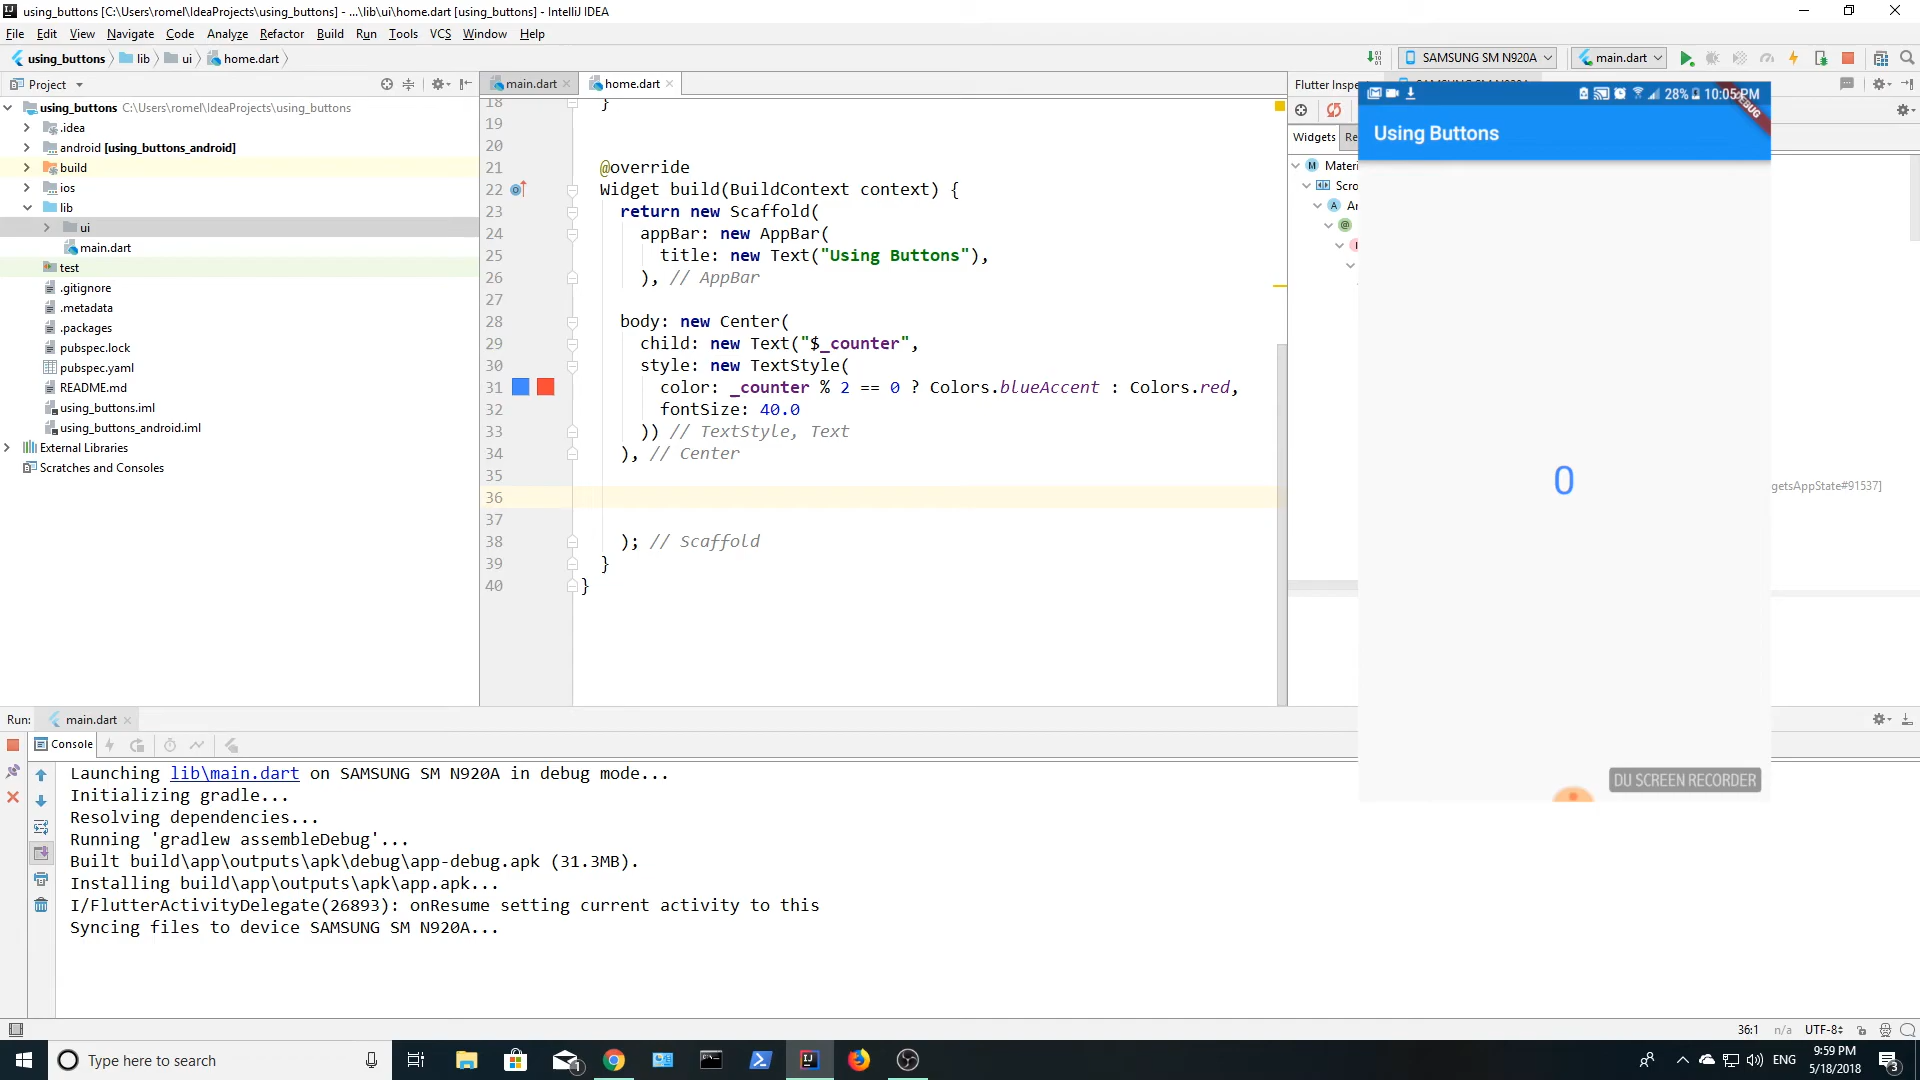 using_buttons [C:\Users\romel\IdeaProjects\using_buttons] - ...\lib\ui\home.dart [using_buttons] - IntelliJ IDEA
File Edit View Navigate Code Analyze Refactor Build Run Tools VCS Window Help
using_buttons lib ui home.dart
SAMSUNG SM N920A main.dart
Project
main.dart home.dart
Flutter Inspe
using_buttons C:\Users\romel\IdeaProjects\using_buttons
.idea
android [using_buttons_android]
build
ios
lib
ui
main.dart
test
.gitignore
.metadata
.packages
pubspec.lock
pubspec.yaml
README.md
using_buttons.iml
using_buttons_android.iml
External Libraries
Scratches and Consoles
18 }
19
20
21 @override
22 Widget build(BuildContext context) {
23 return new Scaffold(
24 appBar: new AppBar(
25 title: new Text("Using Buttons"),
26 ), // AppBar
27
28 body: new Center(
29 child: new Text("$_counter",
30 style: new TextStyle(
31 color: _counter % 2 == 0 ? Colors.blueAccent : Colors.red,
32 fontSize: 40.0
33 )) // TextStyle, Text
34 ), // Center
35
36
37
38 ); // Scaffold
39 }
40 }
Widgets Re
Materi
Scro
A Ar
28% 10:05 PM
DEBUG
Using Buttons
0
getsAppState#91537]
DU SCREEN RECORDER
Run: main.dart
Console
Launching lib\main.dart on SAMSUNG SM N920A in debug mode...
Initializing gradle...
Resolving dependencies...
Running 'gradlew assembleDebug'...
Built build\app\outputs\apk\debug\app-debug.apk (31.3MB).
Installing build\app\outputs\apk\app.apk...
I/FlutterActivityDelegate(26893): onResume setting current activity to this
Syncing files to device SAMSUNG SM N920A...
36:1 n/a UTF-8
Type here to search
1
ENG
9:59 PM
5/18/2018
3